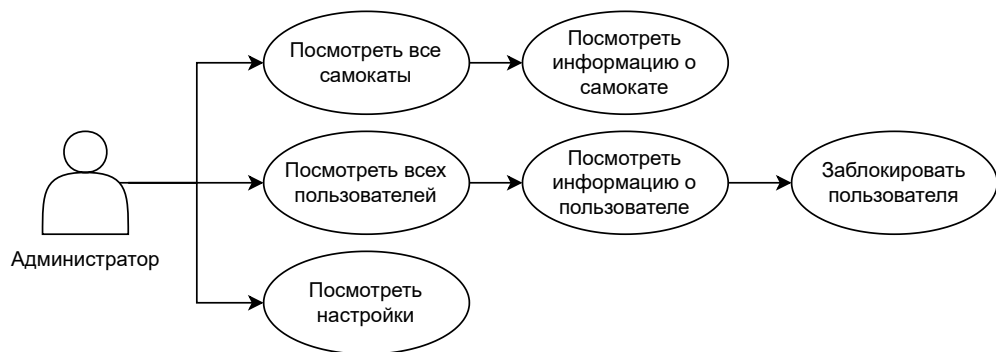 Посмотреть все
самокаты
Посмотреть
информацию о
самокате
Посмотреть всех
пользователей
Посмотреть
информацию о
пользователе
Заблокировать
пользователя
Администратор
Посмотреть
настройки